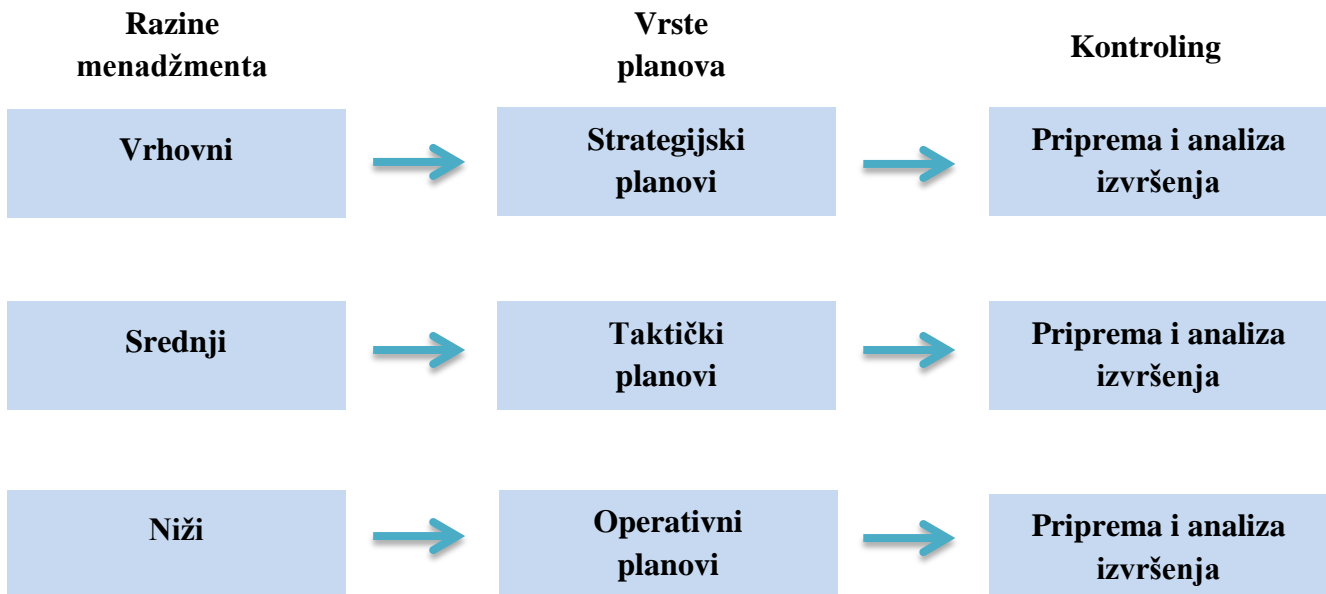 Razine
menadžmenta
Vrste
planova
Kontroling
Vrhovni
Strategijski
planovi
Priprema i analiza
izvršenja
Srednji
Taktički
planovi
Priprema i analiza
izvršenja
Niži
Operativni
planovi
Priprema i analiza
izvršenja